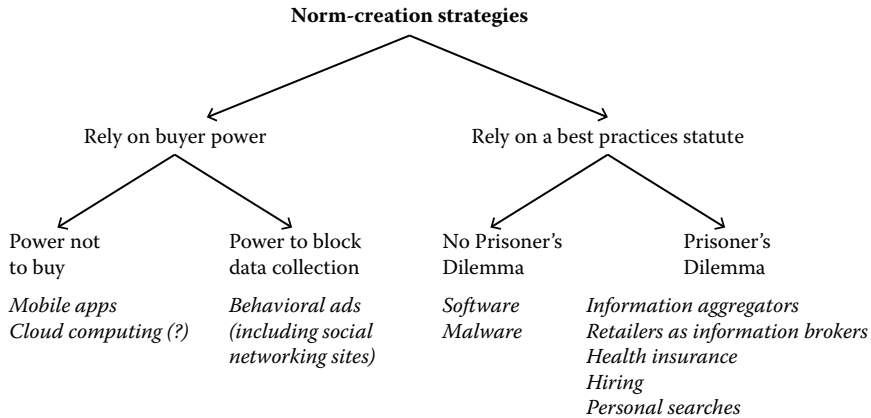 Norm-creation strategies
Rely on buyer power
Rely on a best practices statute
Power not
to buy
Mobile apps
Cloud computing (?)
Power to block
data collection
Behavioral ads
(including social
networking sites)
No Prisoner's
Dilemma
Software
Malware
Prisoner's
Dilemma
Information aggregators
Retailers as information brokers
Health insurance
Hiring
Personal searches